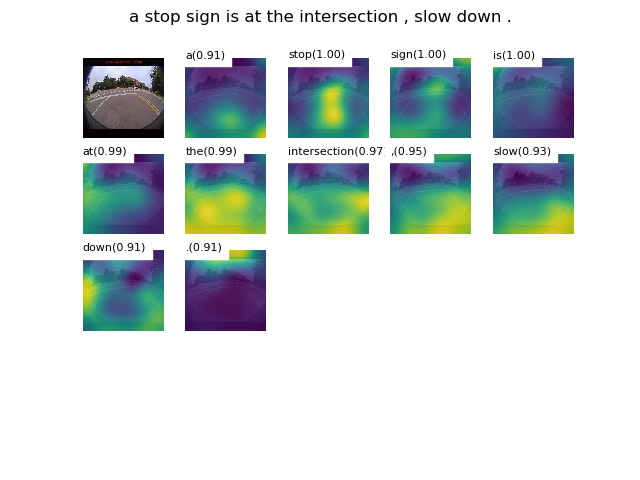 a stop sign is at the intersection , slow down .
a(0.91)
stop(1.00)
sign(1.00)
is(1.00)
at(0.99)
the(0.99)
intersection(0.97)
,(0.95)
slow(0.93)
down(0.91)
.(0.91)